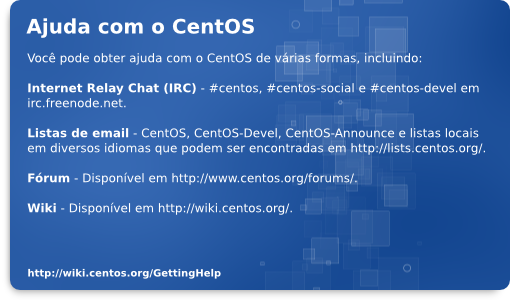 Ajuda com o CentOS
Você pode obter ajuda com o CentOS de várias formas, incluindo:
Internet Relay Chat (IRC) - #centos, #centos-social e #centos-devel em
irc.freenode.net.
Listas de email - CentOS, CentOS-Devel, CentOS-Announce e listas locais
em diversos idiomas que podem ser encontradas em http://lists.centos.org/.
Fórum - Disponível em http://www.centos.org/forums/.
Wiki - Disponível em http://wiki.centos.org/.
http://wiki.centos.org/GettingHelp